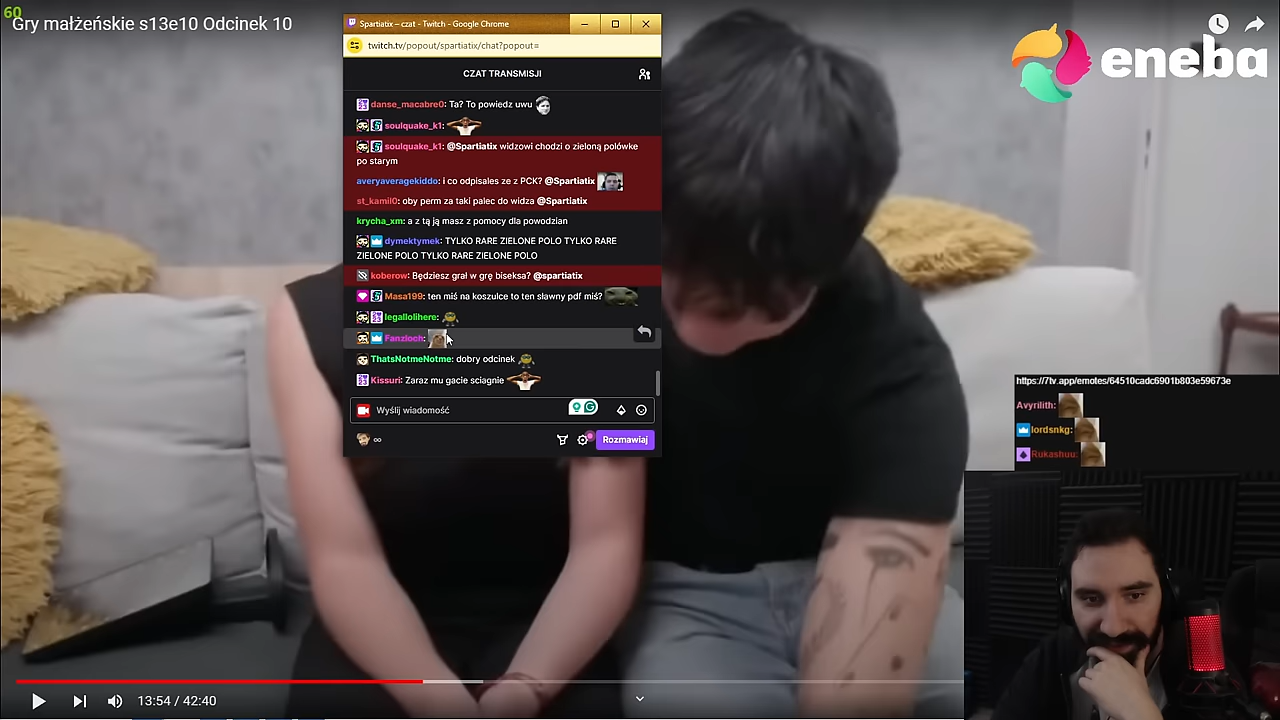 60
Gry małżeńskie s13e10 Odcinek 10
eneba
Spartiatix – czat - Twitch - Google Chrome
twitch.tv/popout/spartiatix/chat?popout=
CZAT TRANSMISJI
danse_macabre0: Ta? To powiedz uwu
soulquake_k1:
soulquake_k1: @Spartiatix widzowi chodzi o zieloną polówke
po starym
averyaveragekiddo: i co odpisales ze z PCK? @Spartiatix
st_kamil0: oby perm za taki palec do widza @Spartiatix
krycha_xm: a z tą ją masz z pomocy dla powodzian
dymektymek: TYLKO RARE ZIELONE POLO TYLKO RARE
ZIELONE POLO TYLKO RARE ZIELONE POLO
koberow: Będziesz grał w grę biseksa? @spartiatix
Masa199: ten miś na koszulce to ten sławny pdf miś?
legallolihere:
Fanzloch:
ThatsNotmeNotme: dobry odcinek
Kissuri: Zaraz mu gacie sciagnie
Wyślij wiadomość
∞
Rozmawiaj
https://7tv.app/emotes/64510cadc6901b803e59673e
Avyrilith:
lordsnkg:
Rukashuu:
13:54 / 42:40